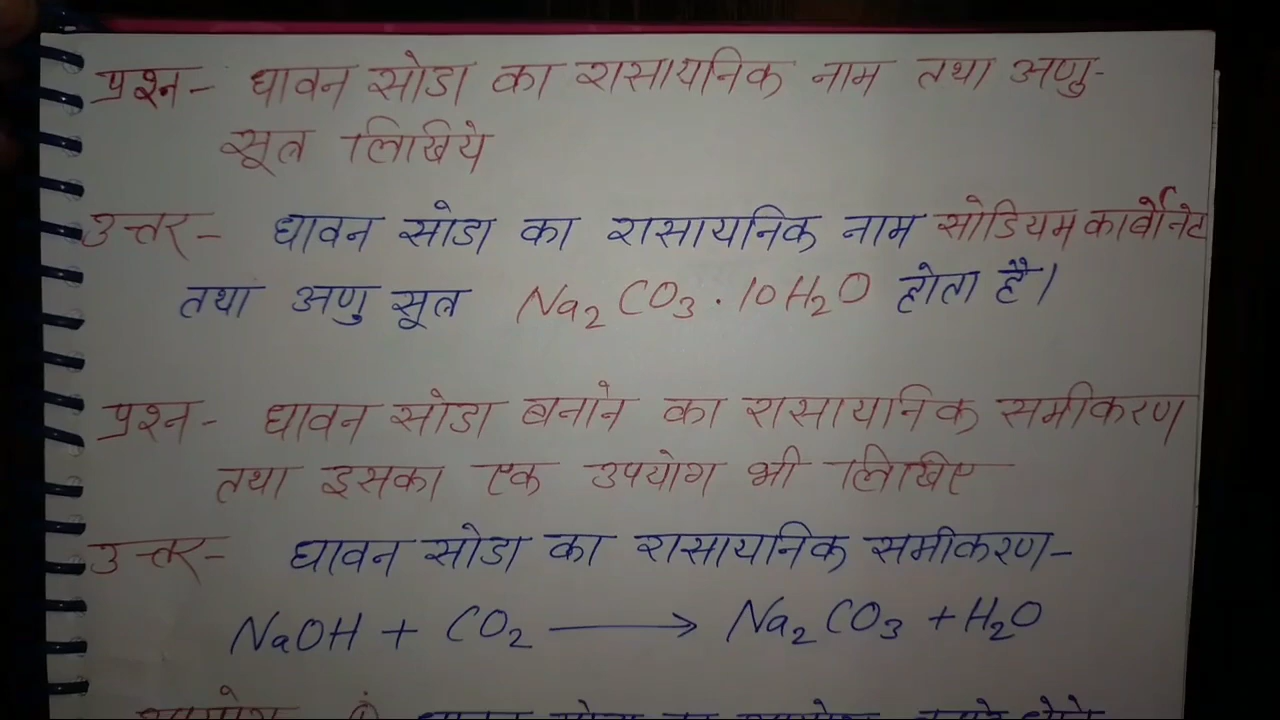 प्रश्न- धावन सोडा का रासायनिक नाम तथा अणु-
सूत्र लिखिये
उत्तर- धावन सोडा का रासायनिक नाम सोडियम कार्बोनेट
तथा अणु सूत्र Na₂CO₃.10H₂O होता है।
प्रश्न- धावन सोडा बनाने का रासायनिक समीकरण
तथा इसका एक उपयोग भी लिखिए
उत्तर- धावन सोडा का रासायनिक समीकरण-
NaOH + CO₂ ⟶ Na₂CO₃ + H₂O